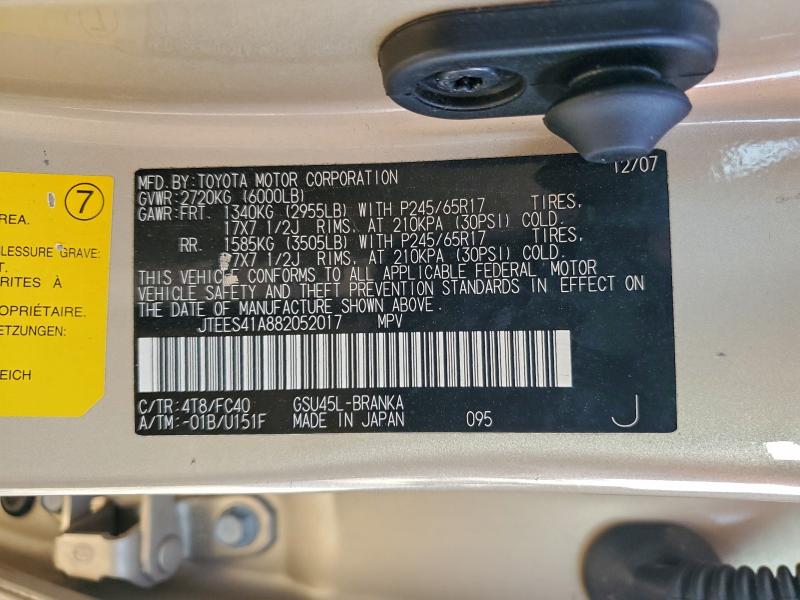 7
REA.
LESSURE GRAVE:
T.
RITES À
OPRIÉTAIRE.
ETZUNGEN:
EICH
12/07
MFD. BY: TOYOTA MOTOR CORPORATION
GVWR: 2720KG (6000LB)
GAWR: FRT. 1340KG (2955LB) WITH P245/65R17 TIRES,
17X7 1/2J RIMS, AT 210KPA (30PSI) COLD.
RR. 1585KG (3505LB) WITH P245/65R17 TIRES,
17X7 1/2J RIMS, AT 210KPA (30PSI) COLD.
THIS VEHICLE CONFORMS TO ALL APPLICABLE FEDERAL MOTOR
VEHICLE SAFETY AND THEFT PREVENTION STANDARDS IN EFFECT ON
THE DATE OF MANUFACTURE SHOWN ABOVE.
JTEES41A882052017 MPV
C/TR: 4T8/FC40 GSU45L-BRANKA
A/TM: -01B/U151F MADE IN JAPAN 095 J